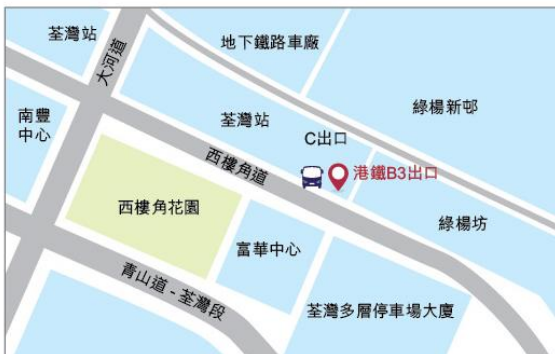 荃灣站
大河道
地下鐵路車廠
南豐
中心
荃灣站
C出口
綠楊新邨
西樓角道
港鐵B3出口
西樓角花園
綠楊坊
富華中心
青山道 - 荃灣段
荃灣多層停車場大廈